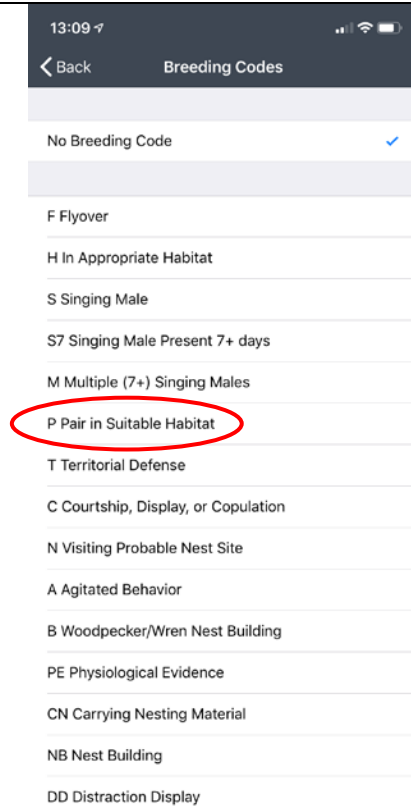 13:09
Back Breeding Codes
No Breeding Code
F Flyover
H In Appropriate Habitat
S Singing Male
S7 Singing Male Present 7+ days
M Multiple (7+) Singing Males
P Pair in Suitable Habitat
T Territorial Defense
C Courtship, Display, or Copulation
N Visiting Probable Nest Site
A Agitated Behavior
B Woodpecker/Wren Nest Building
PE Physiological Evidence
CN Carrying Nesting Material
NB Nest Building
DD Distraction Display